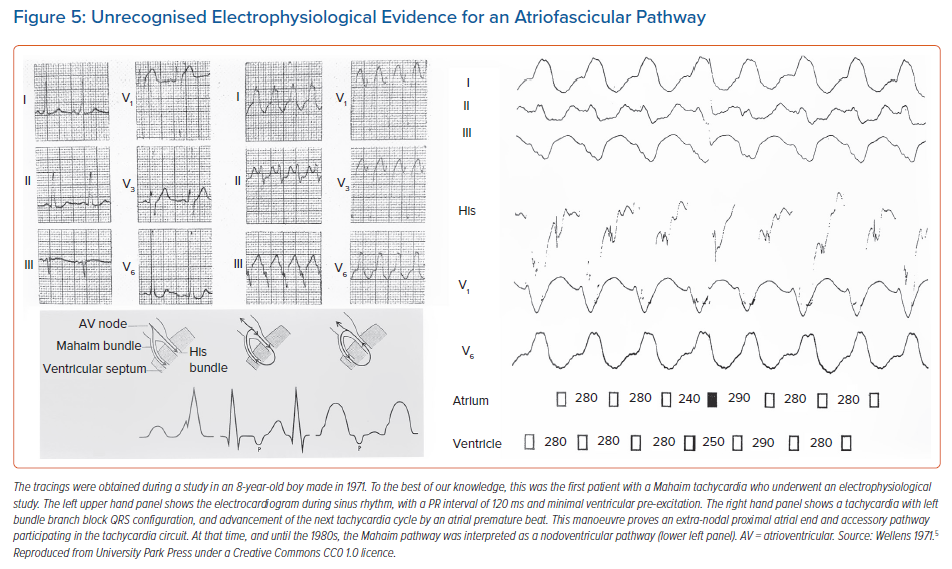 Figure 5: Unrecognised Electrophysiological Evidence for an Atriofascicular Pathway
I
V1
I
V1
II
V3
II
V3
III
V6
III
V6
AV node
Mahaim bundle
Ventricular septum
His
bundle
P
P
I
II
III
His
V1
V6
Atrium 280 280 240 290 280 280
Ventricle 280 280 280 250 290 280
The tracings were obtained during a study in an 8-year-old boy made in 1971. To the best of our knowledge, this was the first patient with a Mahaim tachycardia who underwent an electrophysiological
study. The left upper hand panel shows the electrocardiogram during sinus rhythm, with a PR interval of 120 ms and minimal ventricular pre-excitation. The right hand panel shows a tachycardia with left
bundle branch block QRS configuration, and advancement of the next tachycardia cycle by an atrial premature beat. This manoeuvre proves an extra-nodal proximal atrial end and accessory pathway
participating in the tachycardia circuit. At that time, and until the 1980s, the Mahaim pathway was interpreted as a nodoventricular pathway (lower left panel). AV = atrioventricular. Source: Wellens 1971.5
Reproduced from University Park Press under a Creative Commons CC0 1.0 licence.